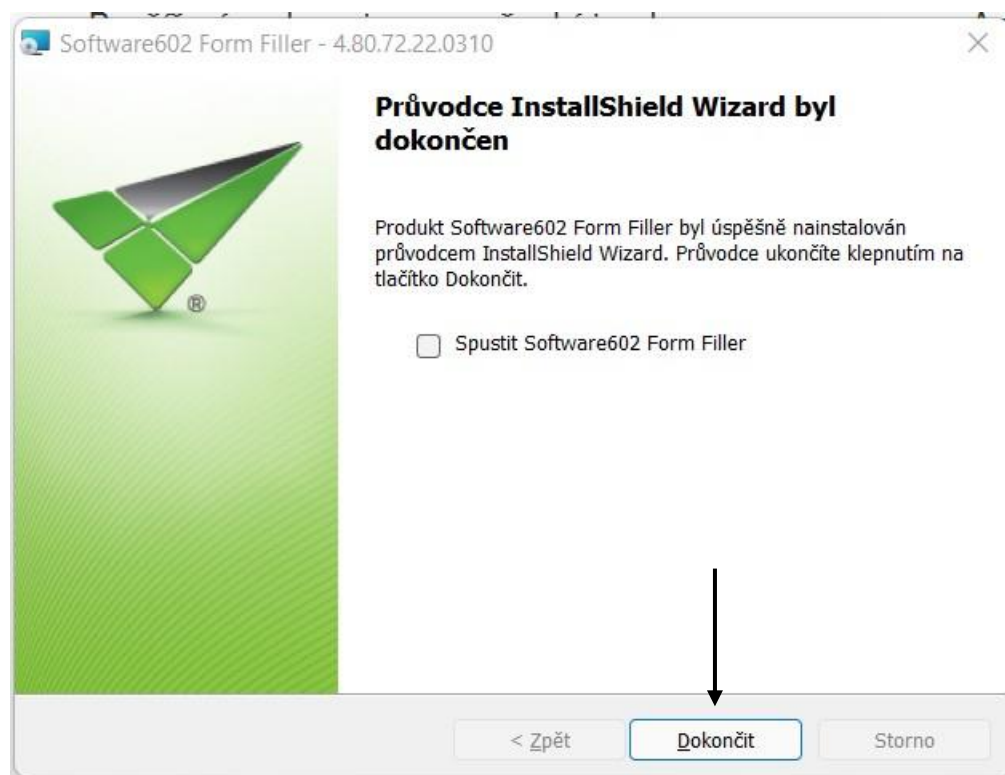 Software602 Form Filler - 4.80.72.22.0310
Průvodce InstallShield Wizard byl
dokončen
Produkt Software602 Form Filler byl úspěšně nainstalován
průvodcem InstallShield Wizard. Průvodce ukončíte klepnutím na
tlačítko Dokončit.
Spustit Software602 Form Filler
®
< Zpět Dokončit Storno